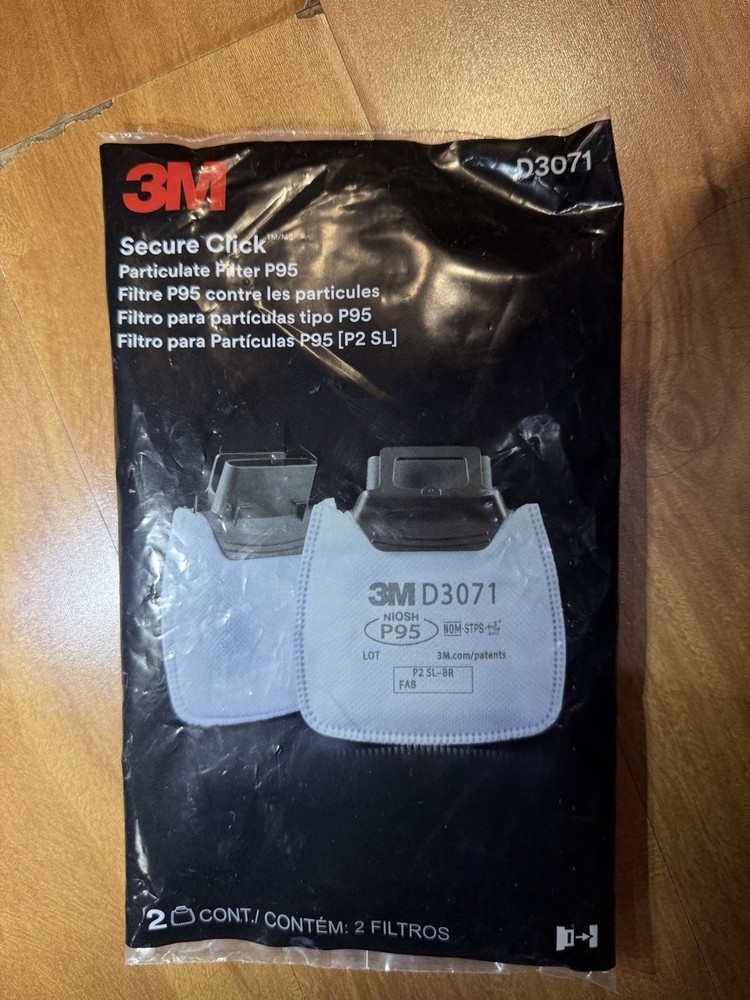 3M
D3071
Secure Click™/MC
Particulate Filter P95
Filtre P95 contre les particules
Filtro para partículas tipo P95
Filtro para Partículas P95 [P2 SL]
3M D3071
NIOSH
P95
NOM-STPS
LOT
3M.com/patents
P2 SL-BR
FAB
2 CONT./ CONTÉM: 2 FILTROS